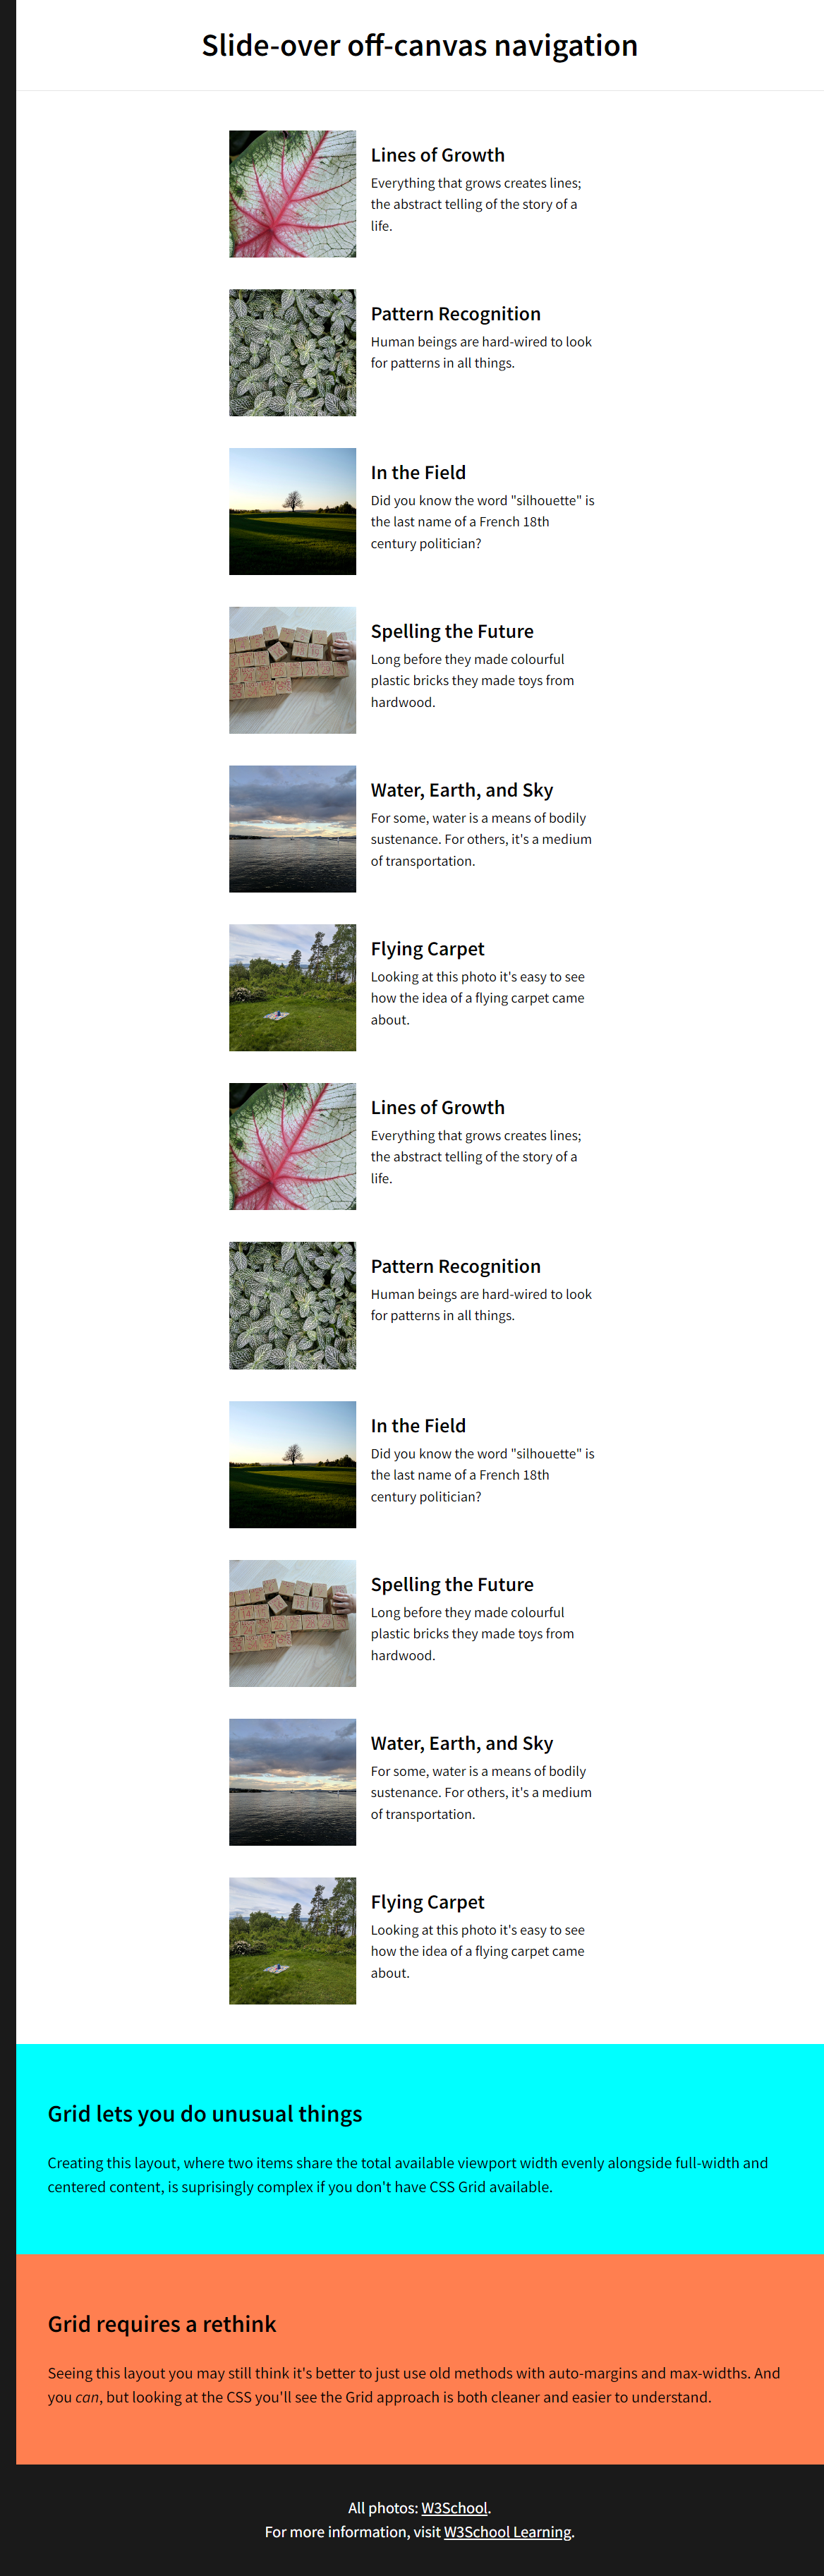 Slide-over off-canvas navigation
Lines of Growth
Everything that grows creates lines;
the abstract telling of the story of a
life.
Pattern Recognition
Human beings are hard-wired to look
for patterns in all things.
In the Field
Did you know the word "silhouette" is
the last name of a French 18th
century politician?
Spelling the Future
Long before they made colourful
plastic bricks they made toys from
hardwood.
Water, Earth, and Sky
For some, water is a means of bodily
sustenance. For others, it's a medium
of transportation.
Flying Carpet
Looking at this photo it's easy to see
how the idea of a flying carpet came
about.
Lines of Growth
Everything that grows creates lines;
the abstract telling of the story of a
life.
Pattern Recognition
Human beings are hard-wired to look
for patterns in all things.
In the Field
Did you know the word "silhouette" is
the last name of a French 18th
century politician?
Spelling the Future
Long before they made colourful
plastic bricks they made toys from
hardwood.
Water, Earth, and Sky
For some, water is a means of bodily
sustenance. For others, it's a medium
of transportation.
Flying Carpet
Looking at this photo it's easy to see
how the idea of a flying carpet came
about.
Grid lets you do unusual things
Creating this layout, where two items share the total available viewport width evenly alongside full-width and
centered content, is suprisingly complex if you don't have CSS Grid available.
Grid requires a rethink
Seeing this layout you may still think it's better to just use old methods with auto-margins and max-widths. And
you can, but looking at the CSS you'll see the Grid approach is both cleaner and easier to understand.
All photos: W3School.
For more information, visit W3School Learning.